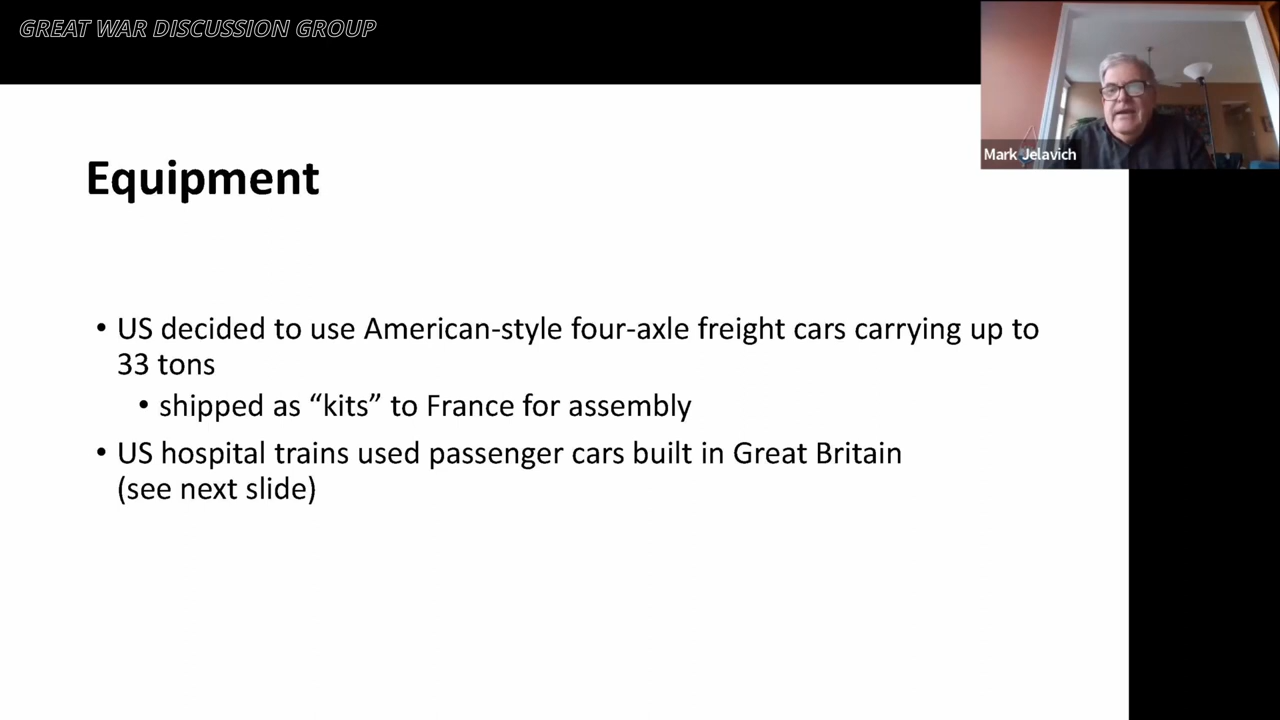 GREAT WAR DISCUSSION GROUP
Mark Jelavich
Equipment
• US decided to use American-style four-axle freight cars carrying up to
33 tons
• shipped as “kits” to France for assembly
• US hospital trains used passenger cars built in Great Britain
(see next slide)